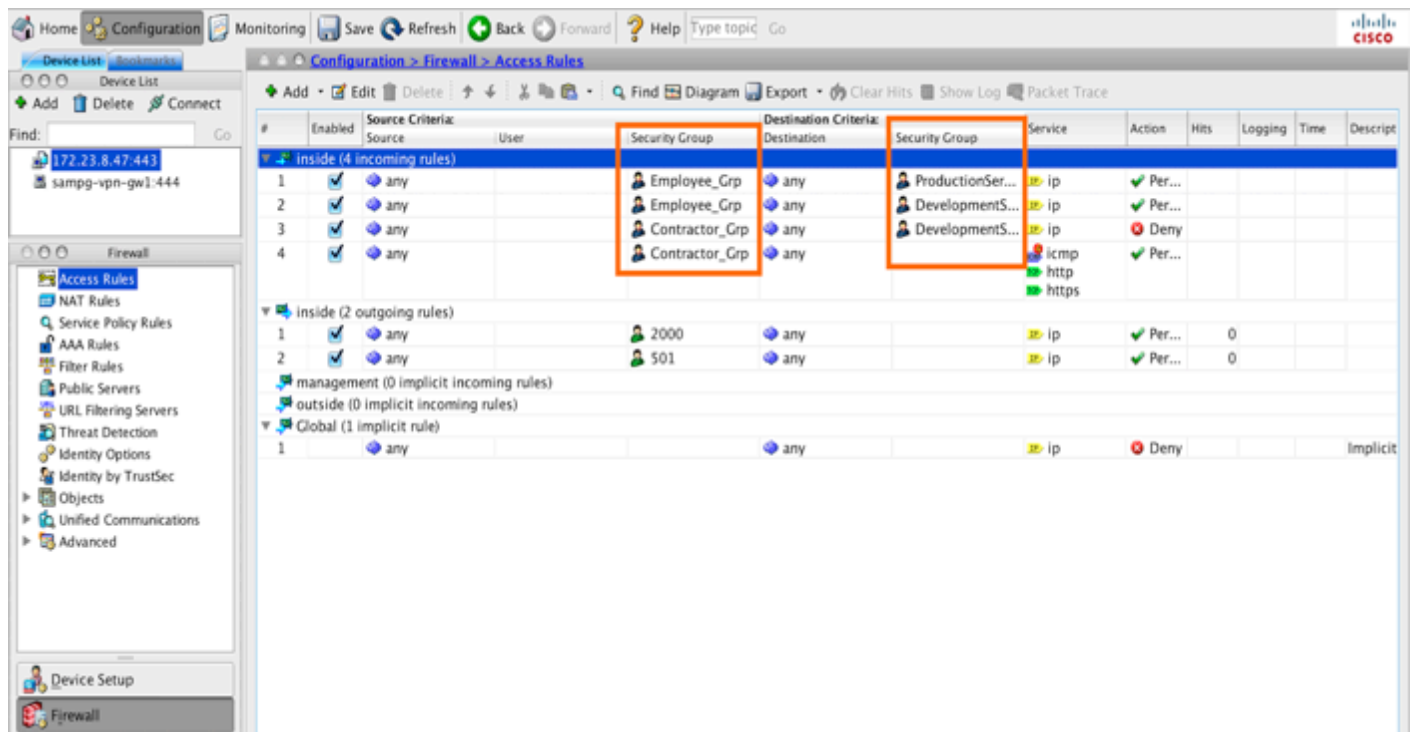 Home Configuration Monitoring Save Refresh Back Forward Help Type topic Go
CISCO
Device List Bookmarks
Configuration > Firewall > Access Rules
Device List
Add Delete Connect
Find: Go
172.23.8.47:443
sampg-vpn-gw1:444
Firewall
Access Rules
NAT Rules
Service Policy Rules
AAA Rules
Filter Rules
Public Servers
URL Filtering Servers
Threat Detection
Identity Options
Identity by TrustSec
Objects
Unified Communications
Advanced
Device Setup
Firewall
Add Edit Delete Find Diagram Export Clear Hits Show Log Packet Trace
# Enabled Source Criteria: Destination Criteria: Service Action Hits Logging Time Descript
Source User Security Group Destination Security Group
inside (4 incoming rules)
1 any Employee_Grp any ProductionSer... ip Per...
2 any Employee_Grp any DevelopmentS... ip Per...
3 any Contractor_Grp any DevelopmentS... ip Deny
4 any Contractor_Grp any icmp Per...
http
https
inside (2 outgoing rules)
1 any 2000 any ip Per... 0
2 any 501 any ip Per... 0
management (0 implicit incoming rules)
outside (0 implicit incoming rules)
Global (1 implicit rule)
1 any any ip Deny Implicit